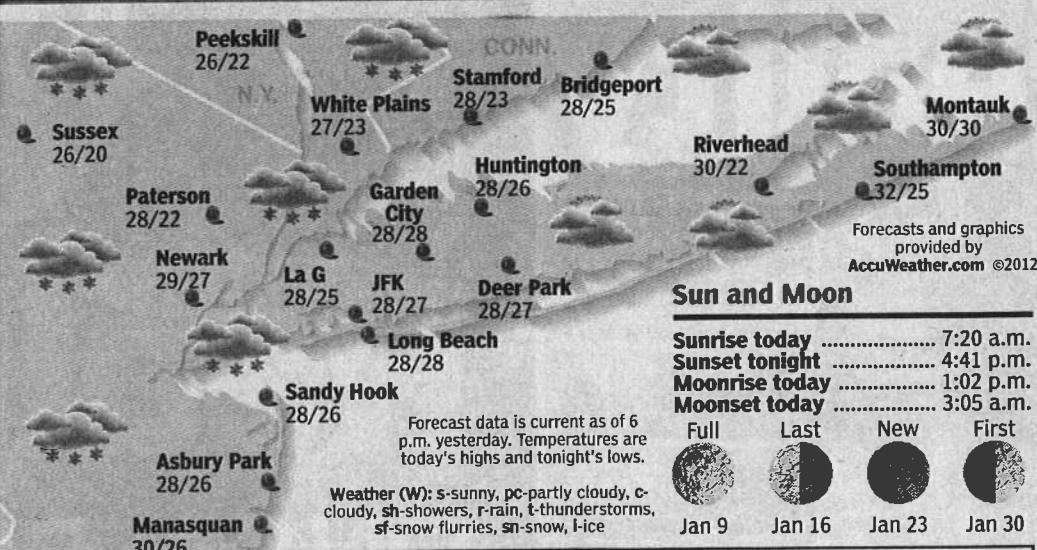 Peekskill
26/22
CONN.
N.Y.
Stamford
28/23
Bridgeport
28/25
White Plains
27/23
Montauk
30/30
Sussex
26/20
Riverhead
30/22
Huntington
28/26
Southampton
32/25
Paterson
28/22
Garden
City
28/28
Newark
29/27
La G
28/25
JFK
28/27
Deer Park
28/27
Long Beach
28/28
Sandy Hook
28/26
Asbury Park
28/26
Manasquan
30/26
Forecasts and graphics
provided by
AccuWeather.com ©2012
Forecast data is current as of 6
p.m. yesterday. Temperatures are
today's highs and tonight's lows.
Weather (W): s-sunny, pc-partly cloudy, c-
cloudy, sh-showers, r-rain, t-thunderstorms,
sf-snow flurries, sn-snow, i-ice
Sun and Moon
Sunrise today .................... 7:20 a.m.
Sunset tonight .................. 4:41 p.m.
Moonrise today ................. 1:02 p.m.
Moonset today .................. 3:05 a.m.
Full Last New First
Jan 9 Jan 16 Jan 23 Jan 30